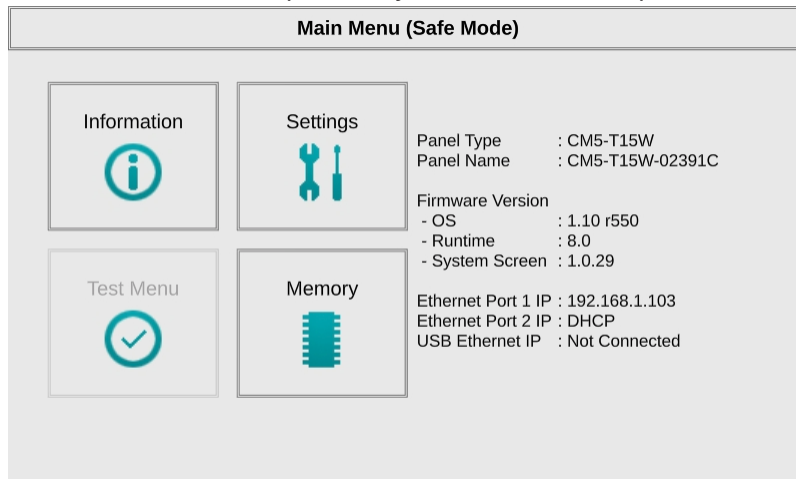 Main Menu (Safe Mode)
Information
Settings
Test Menu
Memory
Panel Type : CM5-T15W
Panel Name : CM5-T15W-02391C
Firmware Version
- OS : 1.10 r550
- Runtime : 8.0
- System Screen : 1.0.29
Ethernet Port 1 IP : 192.168.1.103
Ethernet Port 2 IP : DHCP
USB Ethernet IP : Not Connected